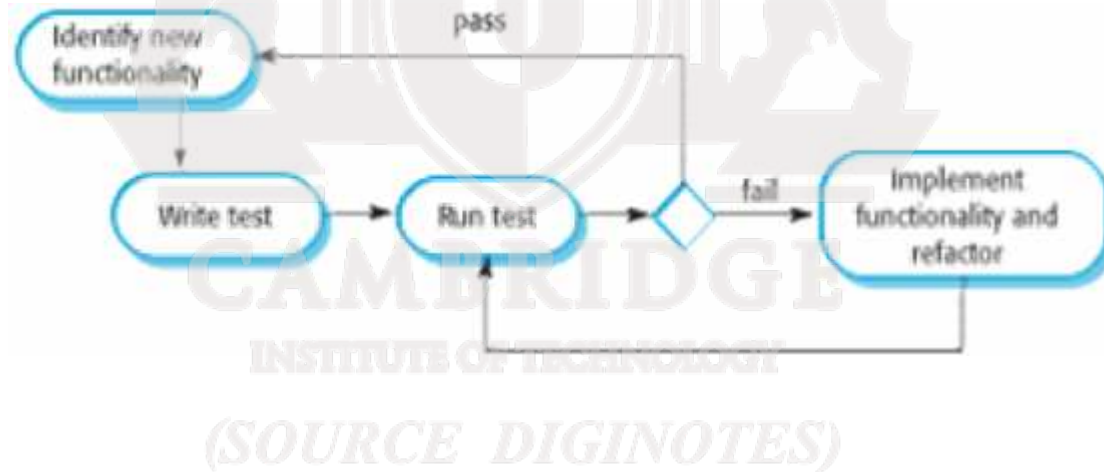 pass
Identify new
functionality
Write test
Run test
fail
Implement
functionality and
refactor
CAMBRIDGE
INSTITUTE OF TECHNOLOGY
(SOURCE DIGINOTES)